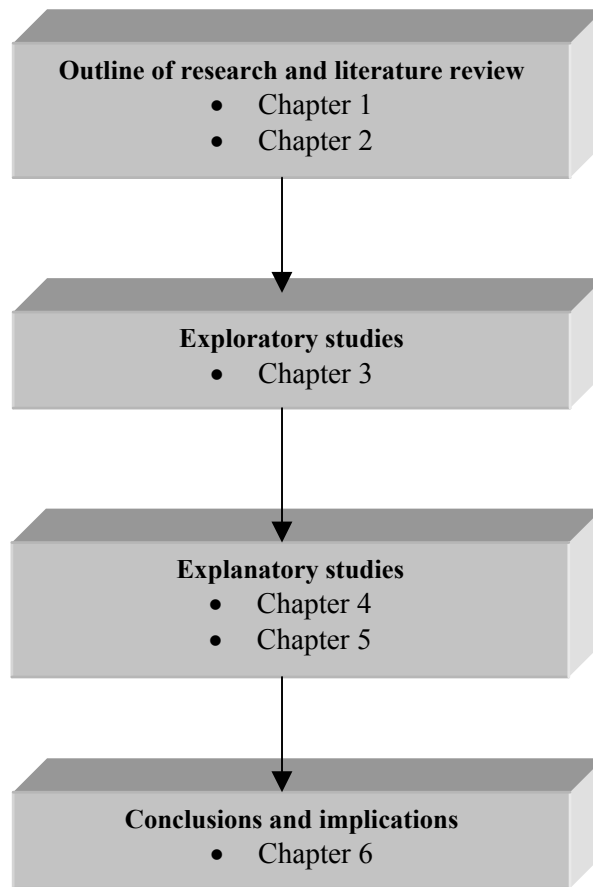 Outline of research and literature review
• Chapter 1
• Chapter 2
Exploratory studies
• Chapter 3
Explanatory studies
• Chapter 4
• Chapter 5
Conclusions and implications
• Chapter 6